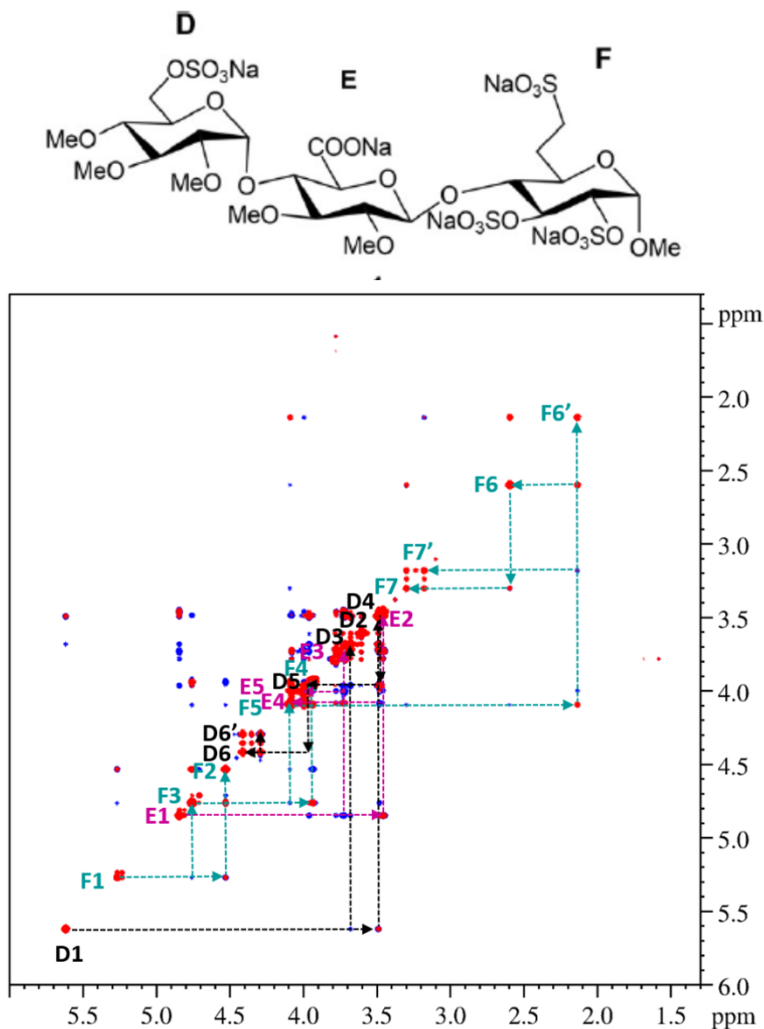 D
OSO₃Na
E
F
NaO₃S
O
COONa
O
MeO
O
MeO
MeO
O
O
MeO
NaO₃SO
MeO
NaO₃SO
OMe
ppm
2.0
F6’
F6
2.5
F7’
3.0
F7
D4
3.5
D2
E2
D3
E3
F4
D5
E5
4.0
E4
F5
D6’
D6
4.5
F2
F3
E1
5.0
F1
5.5
D1
6.0
5.5 5.0 4.5 4.0 3.5 3.0 2.5 2.0 1.5 ppm